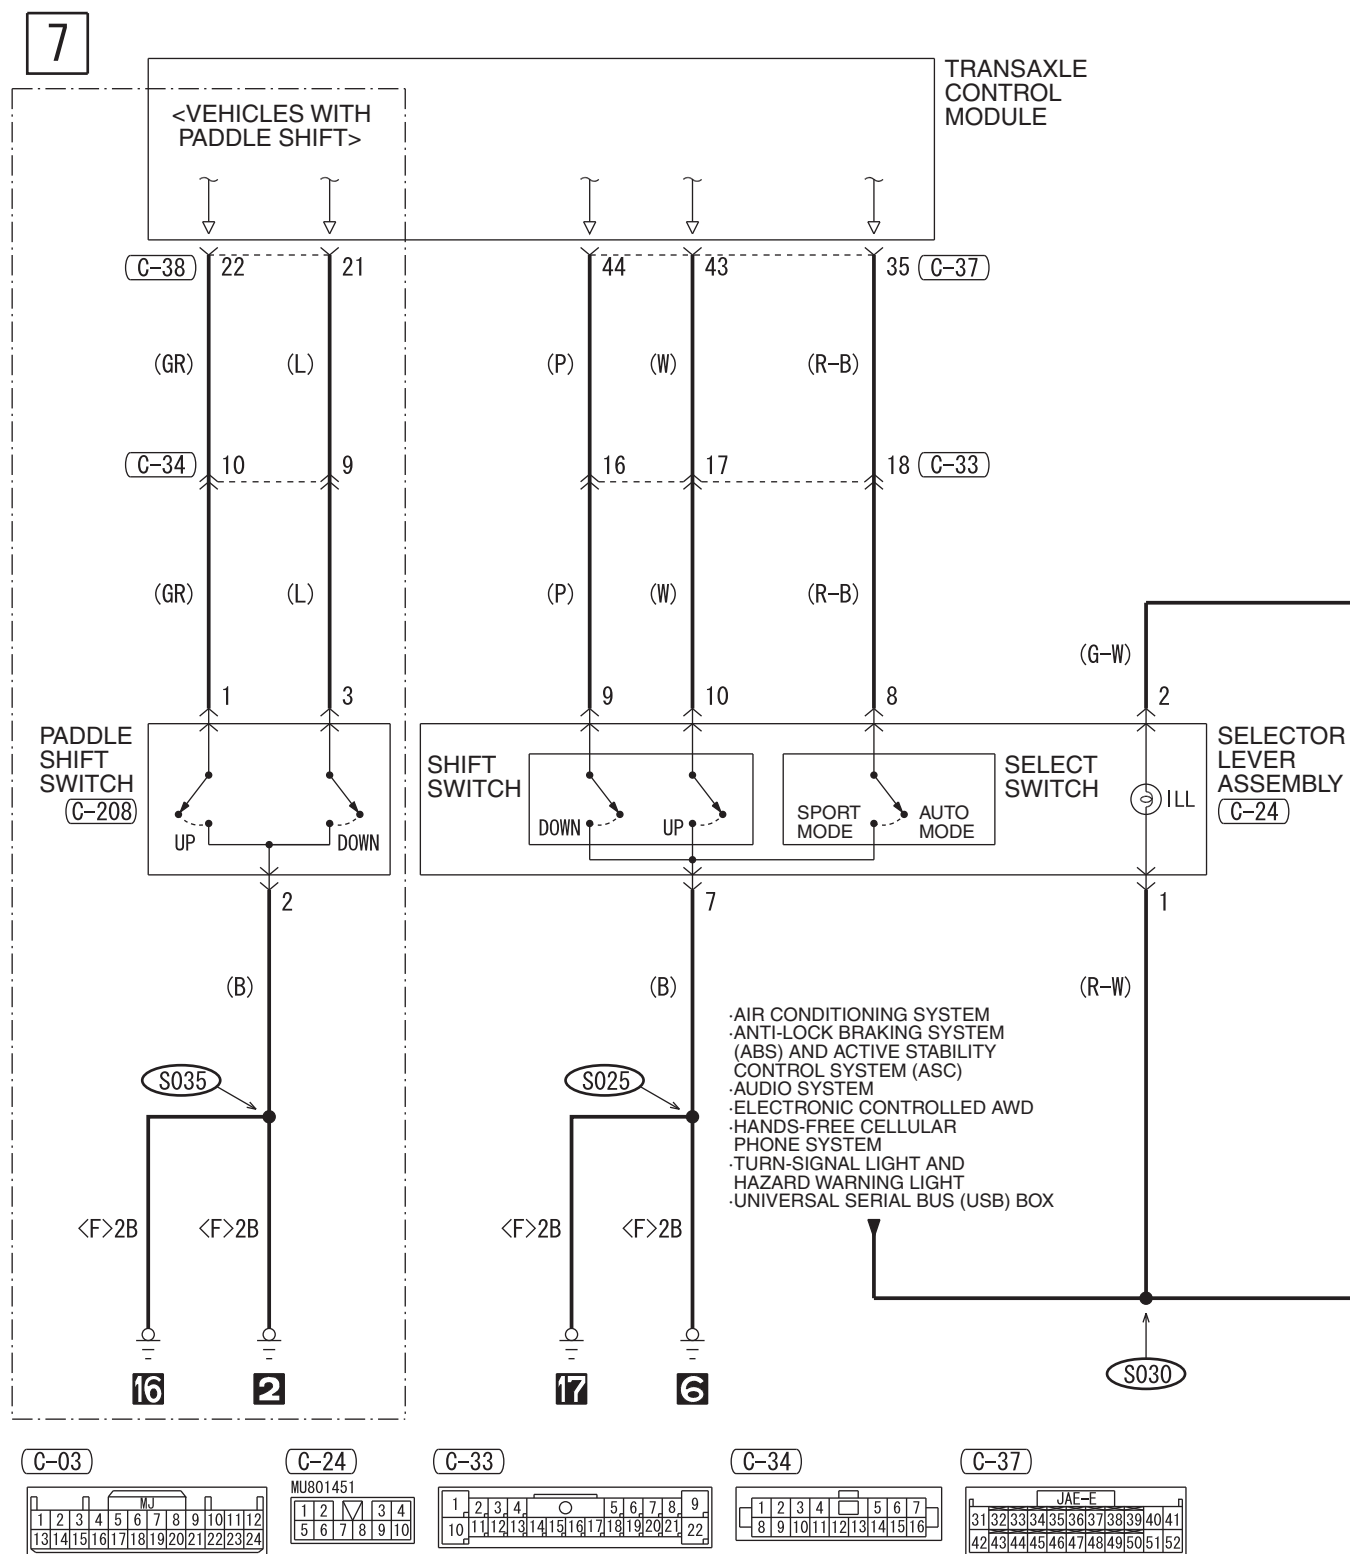 7
TRANSAXLE
CONTROL
MODULE
<VEHICLES WITH
PADDLE SHIFT>
C-38 22 21 44 43 35 C-37
(GR) (L) (P) (W) (R-B)
C-34 10 9 16 17 18 C-33
(GR) (L) (P) (W) (R-B)
(G-W)
1 3 9 10 8 2
PADDLE
SHIFT
SWITCH
C-208
UP DOWN
SHIFT
SWITCH
DOWN UP
SPORT
MODE
AUTO
MODE
SELECT
SWITCH
ILL
SELECTOR
LEVER
ASSEMBLY
C-24
2 7 1
(B) (B) (R-W)
·AIR CONDITIONING SYSTEM
·ANTI-LOCK BRAKING SYSTEM
(ABS) AND ACTIVE STABILITY
CONTROL SYSTEM (ASC)
·AUDIO SYSTEM
·ELECTRONIC CONTROLLED AWD
·HANDS-FREE CELLULAR
PHONE SYSTEM
·TURN-SIGNAL LIGHT AND
HAZARD WARNING LIGHT
·UNIVERSAL SERIAL BUS (USB) BOX
S035 S025
<F>2B <F>2B <F>2B <F>2B
S030
16 2 17 6
C-03
MJ
1 2 3 4 5 6 7 8 9 10 11 12
13 14 15 16 17 18 19 20 21 22 23 24
C-24
MU801451
1 2 3 4
5 6 7 8 9 10
C-33
1 2 3 4 5 6 7 8 9
10 11 12 13 14 15 16 17 18 19 20 21 22
C-34
1 2 3 4 5 6 7
8 9 10 11 12 13 14 15 16
C-37
JAE-E
31 32 33 34 35 36 37 38 39 40 41
42 43 44 45 46 47 48 49 50 51 52